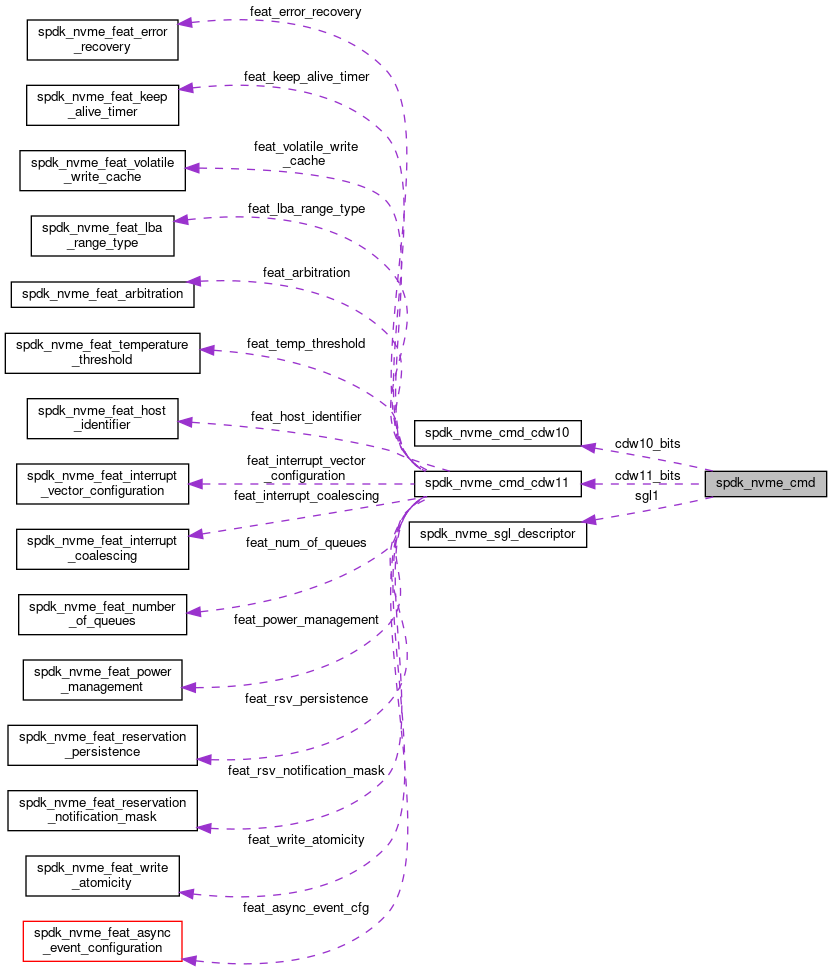 feat_error_recovery
spdk_nvme_feat_error
_recovery
feat_keep_alive_timer
spdk_nvme_feat_keep
_alive_timer
feat_volatile_write
_cache
spdk_nvme_feat_volatile
_write_cache
feat_lba_range_type
spdk_nvme_feat_lba
_range_type
feat_arbitration
spdk_nvme_feat_arbitration
feat_temp_threshold
spdk_nvme_feat_temperature
_threshold
feat_host_identifier
spdk_nvme_feat_host
_identifier
feat_interrupt_vector
_configuration
spdk_nvme_feat_interrupt
_vector_configuration
feat_interrupt_coalescing
spdk_nvme_feat_interrupt
_coalescing
feat_num_of_queues
spdk_nvme_feat_number
_of_queues
feat_power_management
spdk_nvme_feat_power
_management
feat_rsv_persistence
spdk_nvme_feat_reservation
_persistence
feat_rsv_notification_mask
spdk_nvme_feat_reservation
_notification_mask
feat_write_atomicity
spdk_nvme_feat_write
_atomicity
feat_async_event_cfg
spdk_nvme_feat_async
_event_configuration
spdk_nvme_cmd_cdw10
spdk_nvme_cmd_cdw11
spdk_nvme_sgl_descriptor
cdw10_bits
cdw11_bits
sgl1
spdk_nvme_cmd